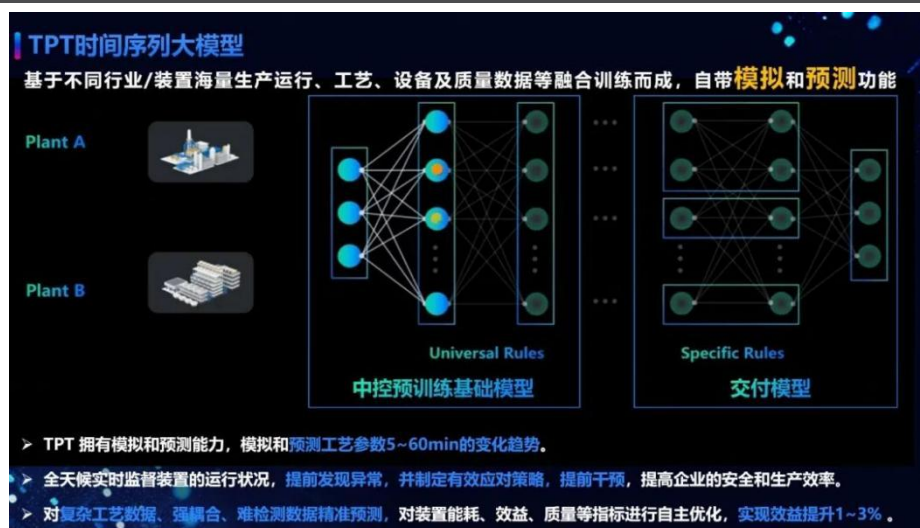 TPT时间序列大模型
基于不同行业/装置海量生产运行、工艺、设备及质量数据等融合训练而成，自带模拟和预测功能
Plant A
Plant B
Universal Rules
Specific Rules
中控预训练基础模型
交付模型
➢ TPT 拥有模拟和预测能力，模拟和预测工艺参数5~60min的变化趋势。
➢ 全天候实时监督装置的运行状况，提前发现异常，并制定有效应对策略，提前干预，提高企业的安全和生产效率。
➢ 对复杂工艺数据、强耦合、难检测数据精准预测，对装置能耗、效益、质量等指标进行自主优化，实现效益提升1~3% 。